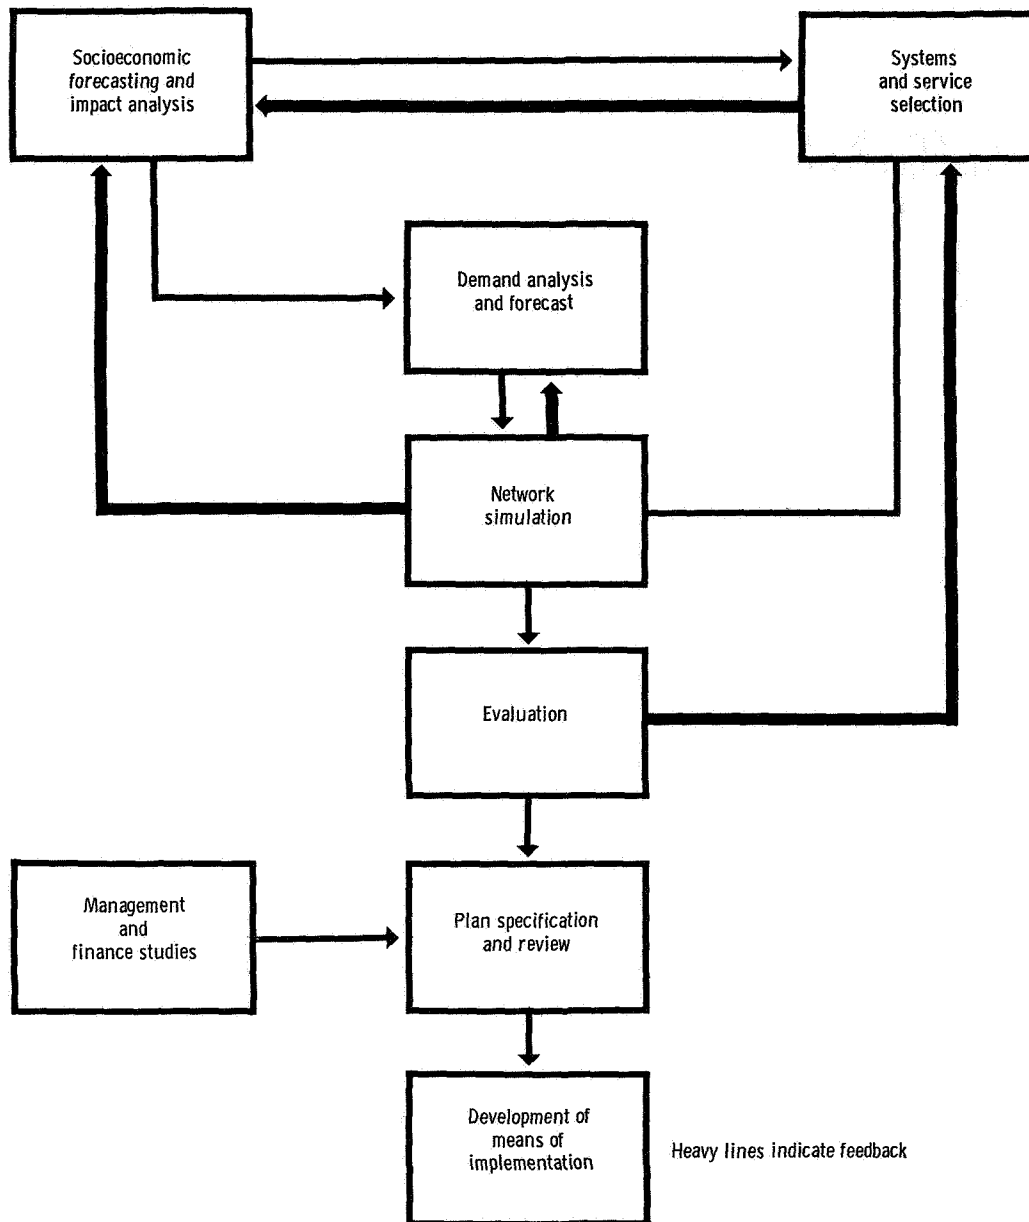 Socioeconomic
forecasting and
impact analysis
Systems
and service
selection
Demand analysis
and forecast
Network
simulation
Evaluation
Management
and
finance studies
Plan specification
and review
Development of
means of
implementation
Heavy lines indicate feedback